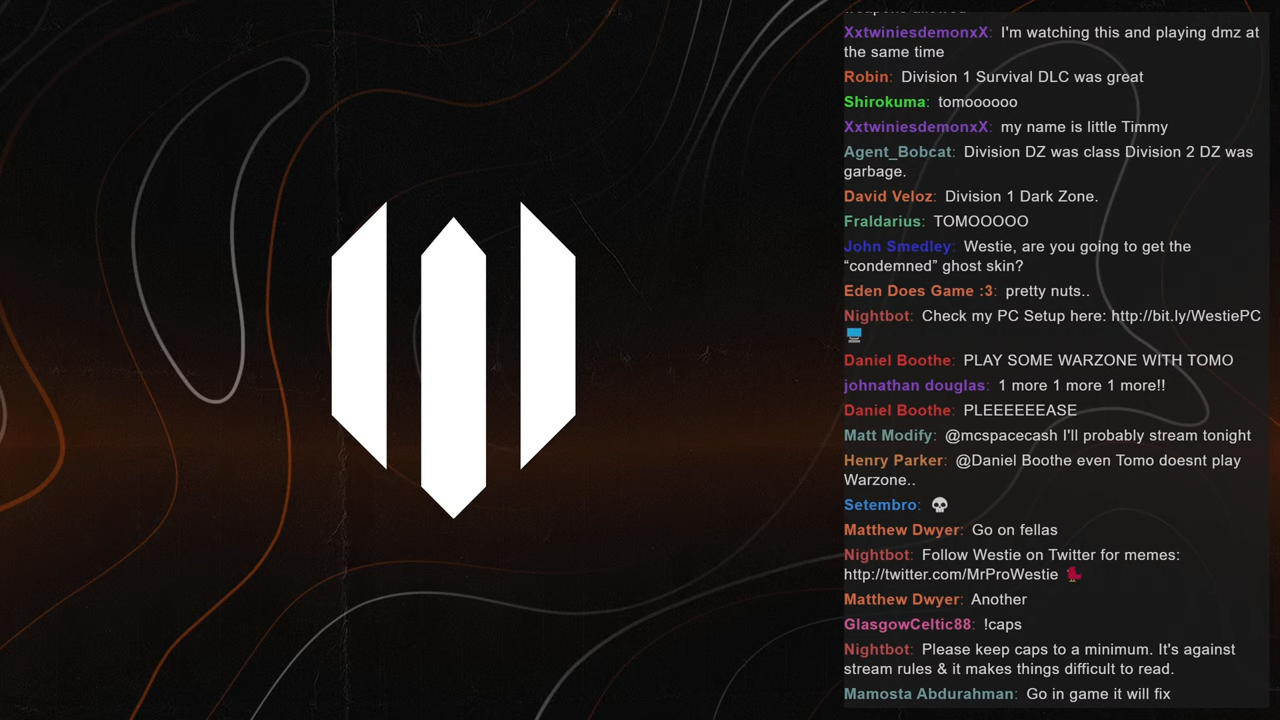 XxtwiniesdemonxX: I'm watching this and playing dmz at
the same time
Robin: Division 1 Survival DLC was great
Shirokuma: tomoooooo
XxtwiniesdemonxX: my name is little Timmy
Agent_Bobcat: Division DZ was class Division 2 DZ was
garbage.
David Veloz: Division 1 Dark Zone.
Fraldarius: TOMOOOOO
John Smedley: Westie, are you going to get the
“condemned” ghost skin?
Eden Does Game :3: pretty nuts..
Nightbot: Check my PC Setup here: http://bit.ly/WestiePC
Daniel Boothe: PLAY SOME WARZONE WITH TOMO
johnathan douglas: 1 more 1 more 1 more!!
Daniel Boothe: PLEEEEEEASE
Matt Modify: @mcspacecash I'll probably stream tonight
Henry Parker: @Daniel Boothe even Tomo doesnt play
Warzone..
Setembro: 💀
Matthew Dwyer: Go on fellas
Nightbot: Follow Westie on Twitter for memes:
http://twitter.com/MrProWestie
Matthew Dwyer: Another
GlasgowCeltic88: !caps
Nightbot: Please keep caps to a minimum. It's against
stream rules & it makes things difficult to read.
Mamosta Abdurahman: Go in game it will fix